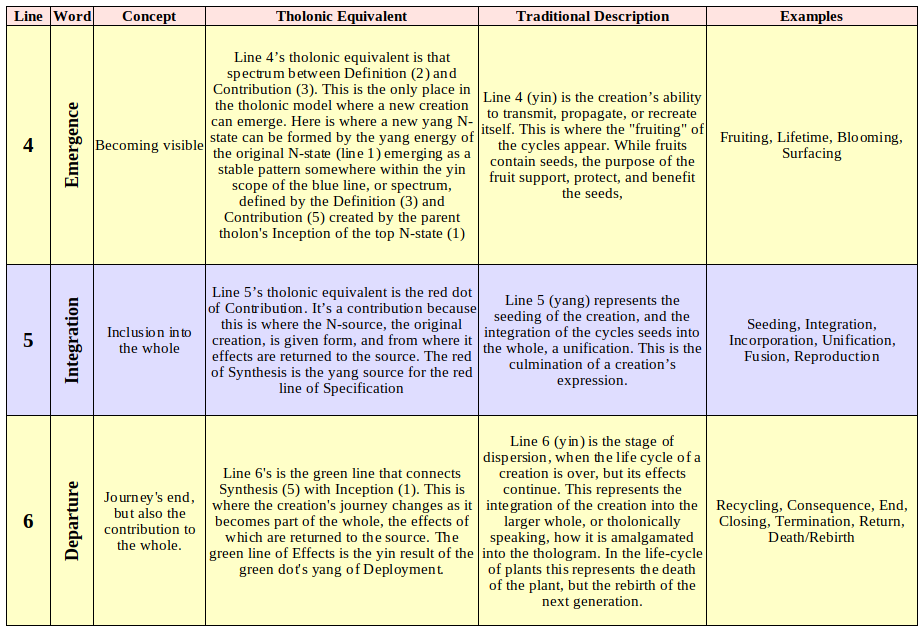 Line Word Concept Tholonic Equivalent Traditional Description Examples
4
Emergence
Becoming visible
Line 4’s tholonic equivalent is that
spectrum between Definition (2) and
Contribution (3). This is the only place in
the tholonic model where a new creation
can emerge. Here is where a new yang N-
state can be formed by the yang energy of
the original N-state (line 1) emerging as a
stable pattern somewhere within the yin
scope of the blue line, or spectrum,
defined by the Definition (3) and
Contribution (5) created by the parent
tholon's Inception of the top N-state (1)
Line 4 (yin) is the creation’s ability
to transmit, propagate, or recreate
itself. This is where the "fruiting" of
the cycles appear. While fruits
contain seeds, the purpose of the
fruit support, protect, and benefit
the seeds,
Fruiting, Lifetime, Blooming,
Surfacing
5
Integration
Inclusion into
the whole
Line 5’s tholonic equivalent is the red dot
of Contribution. It’s a contribution because
this is where the N-source, the original
creation, is given form, and from where it
effects are returned to the source. The red
of Synthesis is the yang source for the red
line of Specification
Line 5 (yang) represents the
seeding of the creation, and the
integration of the cycles seeds into
the whole, a unification. This is the
culmination of a creation’s
expression.
Seeding, Integration,
Incorporation, Unification,
Fusion, Reproduction
6
Departure
Journey's end,
but also the
contribution to
the whole.
Line 6's is the green line that connects
Synthesis (5) with Inception (1). This is
where the creation's journey changes as it
becomes part of the whole, the effects of
which are returned to the source. The
green line of Effects is the yin result of the
green dot's yang of Deployment.
Line 6 (yin) is the stage of
dispersion, when the life cycle of a
creation is over, but its effects
continue. This represents the
integration of the creation into the
larger whole, or tholonically
speaking, how it is amalgamated
into the thologram. In the life-cycle
of plants this represents the death
of the plant, but the rebirth of the
next generation.
Recycling, Consequence, End,
Closing, Termination, Return,
Death/Rebirth